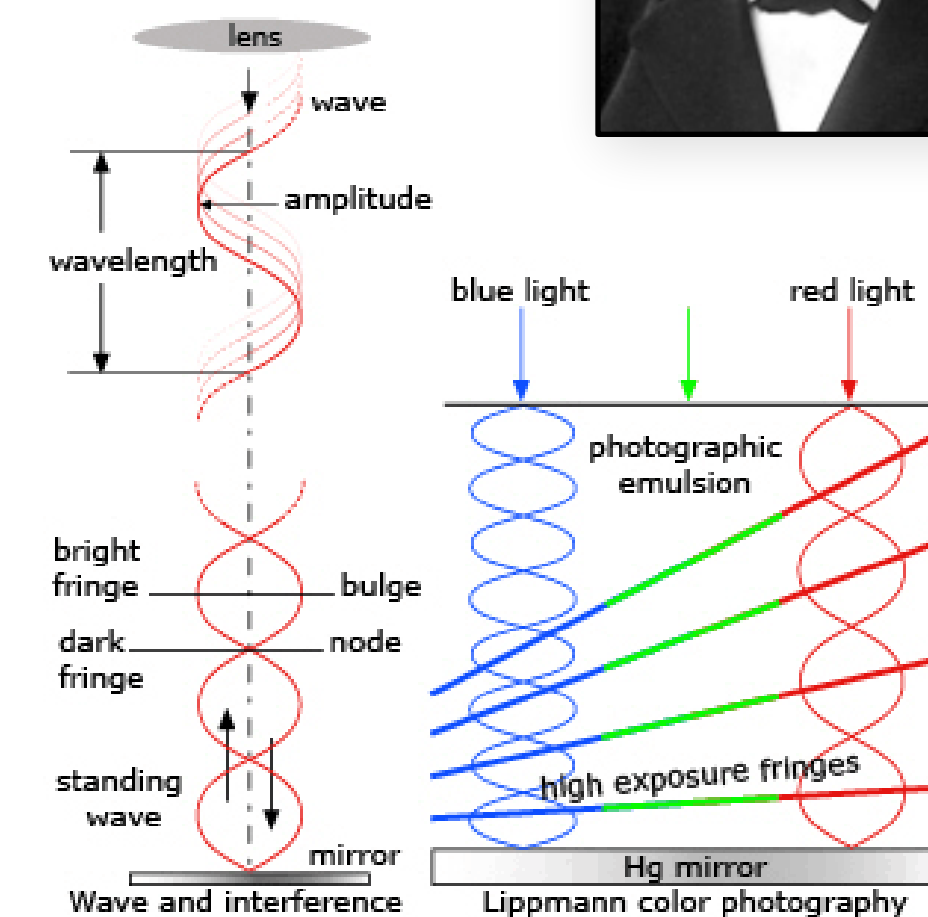 lens
wave
amplitude
wavelength
bright
fringe
bulge
dark
fringe
node
standing
wave
mirror
Wave and interference
blue light
red light
photographic
emulsion
high exposure fringes
Hg mirror
Lippmann color photography